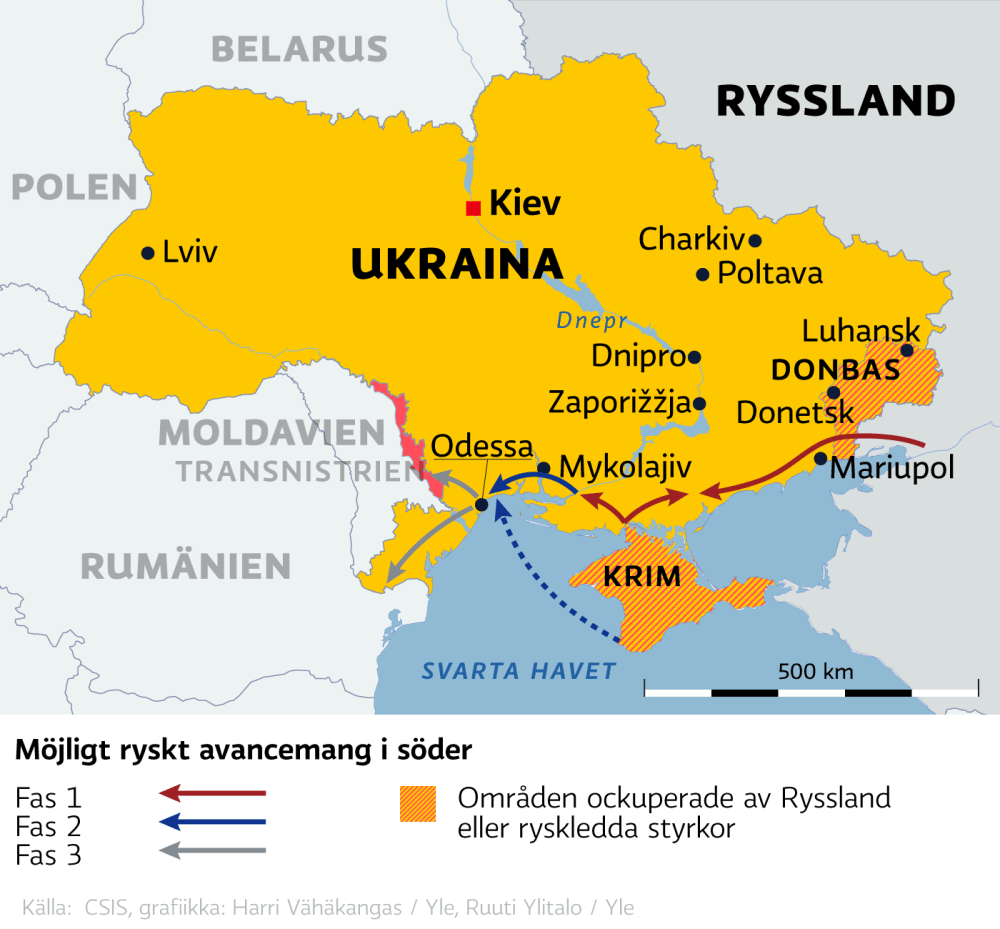 BELARUS
RYSSLAND
POLEN
Kiev
Charkiv
Lviv
UKRAINA
Poltava
Dnepr
Luhansk
Dnipro
DONBAS
Zaporižžja
Donetsk
MOLDAVIEN
Odessa
TRANSNISTRIEN
Mykolajiv
Mariupol
RUMÄNIEN
KRIM
SVARTA HAVET
500 km
Möjligt ryskt avancemang i söder
Fas 1
Fas 2
Fas 3
Områden ockuperade av Ryssland
eller ryskledda styrkor
Källa: CSIS, grafiikka: Harri Vähäkangas / Yle, Ruuti Ylitalo / Yle